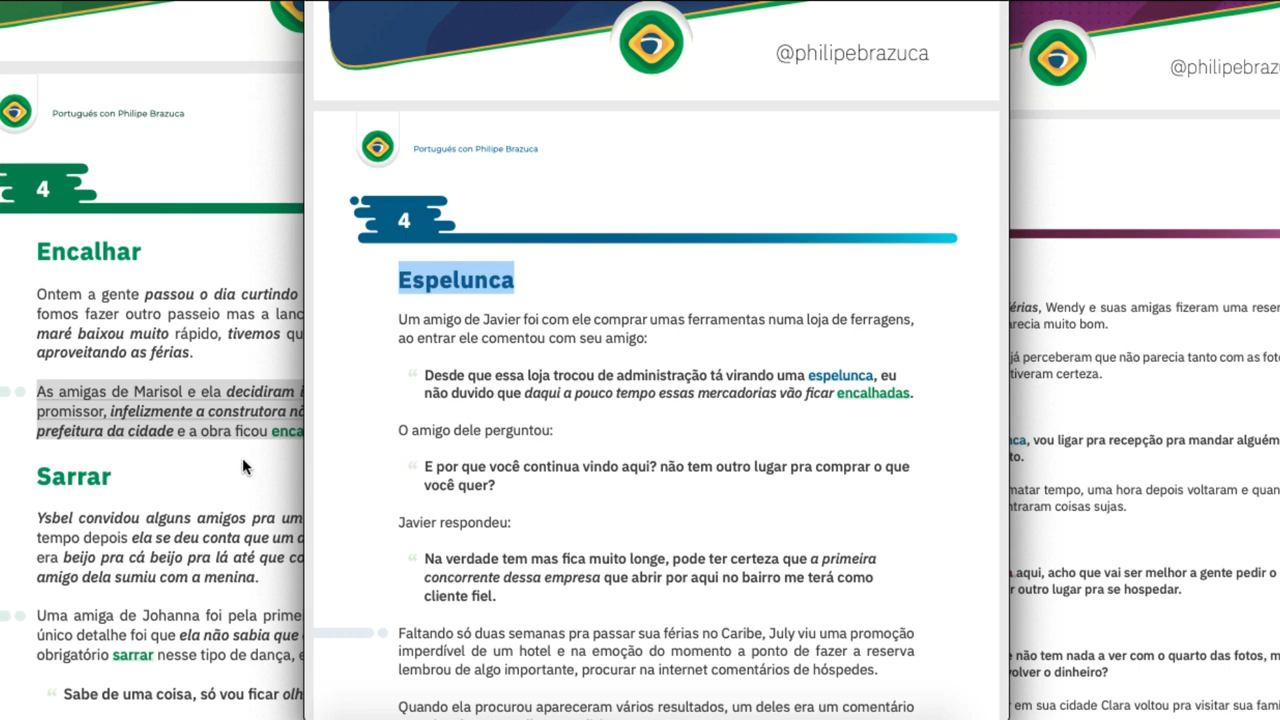 Portugués con Philipe Brazuca
4
Encalhar
Ontem a gente passou o dia curtindo
fomos fazer outro passeio mas a lanc
maré baixou muito rápido, tivemos qu
aproveitando as férias.
As amigas de Marisol e ela decidiram i
promissor, infelizmente a construtora nã
prefeitura da cidade e a obra ficou enca
Sarrar
Ysbel convidou alguns amigos pra um
tempo depois ela se deu conta que um a
era beijo pra cá beijo pra lá até que co
amigo dela sumiu com a menina.
Uma amiga de Johanna foi pela prime
único detalhe foi que ela não sabia que
obrigatório sarrar nesse tipo de dança, e
“ Sabe de uma coisa, só vou ficar olh
@philipebrazuca
Portugués con Philipe Brazuca
4
Espelunca
Um amigo de Javier foi com ele comprar umas ferramentas numa loja de ferragens,
ao entrar ele comentou com seu amigo:
“ Desde que essa loja trocou de administração tá virando uma espelunca, eu
não duvido que daqui a pouco tempo essas mercadorias vão ficar encalhadas.
O amigo dele perguntou:
“ E por que você continua vindo aqui? não tem outro lugar pra comprar o que
você quer?
Javier respondeu:
“ Na verdade tem mas fica muito longe, pode ter certeza que a primeira
concorrente dessa empresa que abrir por aqui no bairro me terá como
cliente fiel.
Faltando só duas semanas pra passar sua férias no Caribe, July viu uma promoção
imperdível de um hotel e na emoção do momento a ponto de fazer a reserva
lembrou de algo importante, procurar na internet comentários de hóspedes.
Quando ela procurou apareceram vários resultados, um deles era um comentário
@philipebraz
érias, Wendy e suas amigas fizeram uma reser
arecia muito bom.
já perceberam que não parecia tanto com as foto
tiveram certeza.
nca, vou ligar pra recepção pra mandar alguém
to.
matar tempo, uma hora depois voltaram e quan
ntraram coisas sujas.
a aqui, acho que vai ser melhor a gente pedir o
r outro lugar pra se hospedar.
e não tem nada a ver com o quarto das fotos, m
volver o dinheiro?
r em sua cidade Clara voltou pra visitar sua fam